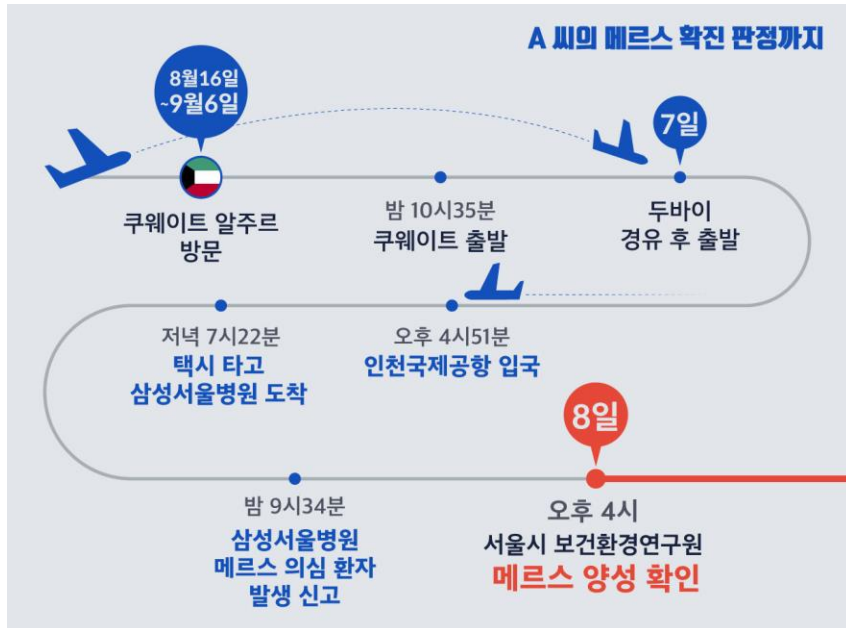 A 씨의 메르스 확진 판정까지
8월16일
~9월6일
쿠웨이트 알주르
방문
밤 10시35분
쿠웨이트 출발
7일
두바이
경유 후 출발
오후 4시51분
인천국제공항 입국
저녁 7시22분
택시 타고
삼성서울병원 도착
밤 9시34분
삼성서울병원
메르스 의심 환자
발생 신고
8일
오후 4시
서울시 보건환경연구원
메르스 양성 확인